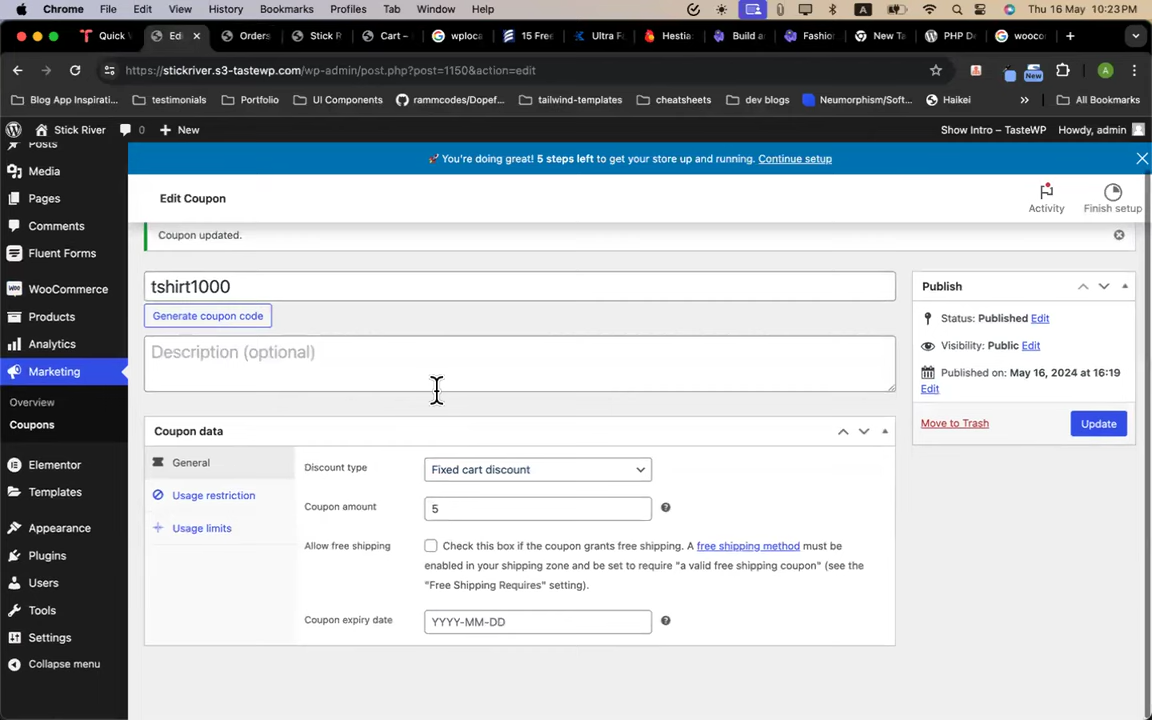 Chrome File Edit View History Bookmarks Profiles Tab Window Help A Thu 16 May 10:23 PM
Quick Edi Orders Stick R Cart – wploca 15 Free Ultra F Hestia Build a Fashio New Ta PHP D wooco
https://stickriver.s3-tastewp.com/wp-admin/post.php?post=1150&action=edit New A
Blog App Inspirati... testimonials Portfolio UI Components rammcodes/Dopef... tailwind-templates cheatsheets dev blogs Neumorphism/Soft... Haikei » All Bookmarks
Stick River 0 New Show Intro – TasteWP Howdy, admin
Posts
Media
Pages
Comments
Fluent Forms
WooCommerce
Products
Analytics
Marketing
Overview
Coupons
Elementor
Templates
Appearance
Plugins
Users
Tools
Settings
Collapse menu
🚀 You're doing great! 5 steps left to get your store up and running. Continue setup
Edit Coupon
Activity
Finish setup
Coupon updated.
tshirt1000
Generate coupon code
Description (optional)
Coupon data
General
Usage restriction
Usage limits
Discount type Fixed cart discount
Coupon amount 5
Allow free shipping Check this box if the coupon grants free shipping. A free shipping method must be
enabled in your shipping zone and be set to require "a valid free shipping coupon" (see the
"Free Shipping Requires" setting).
Coupon expiry date YYYY-MM-DD
Publish
Status: Published Edit
Visibility: Public Edit
Published on: May 16, 2024 at 16:19
Edit
Move to Trash Update